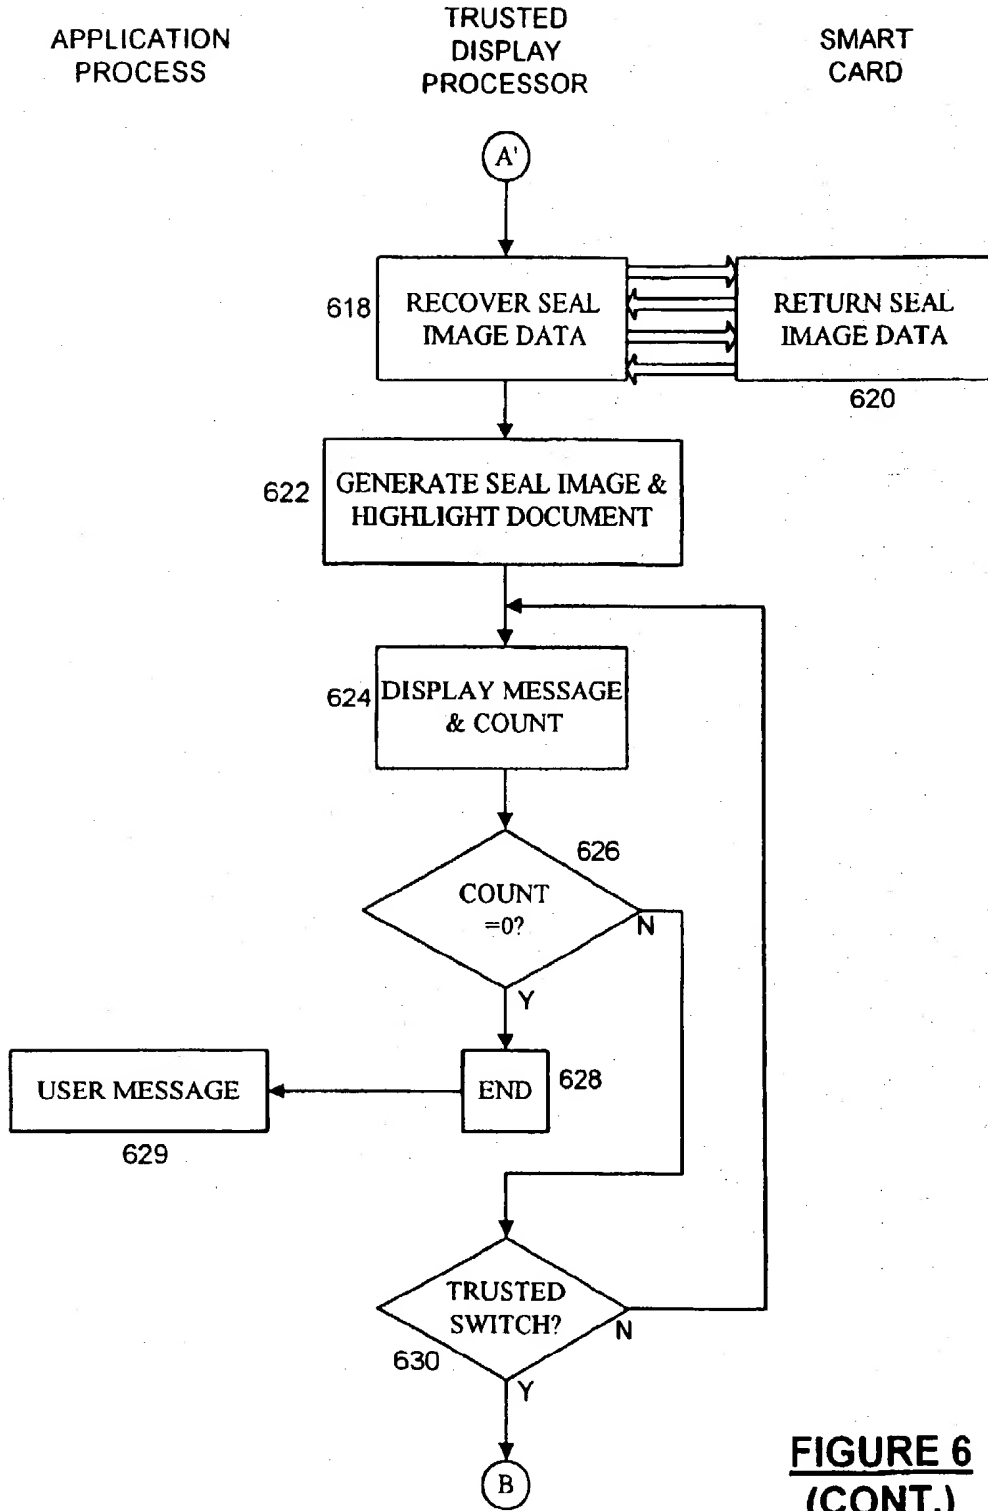 APPLICATION
PROCESS
TRUSTED
DISPLAY
PROCESSOR
SMART
CARD
A'
618
RECOVER SEAL
IMAGE DATA
RETURN SEAL
IMAGE DATA
620
622
GENERATE SEAL IMAGE &
HIGHLIGHT DOCUMENT
624
DISPLAY MESSAGE
& COUNT
626
COUNT
=0?
N
Y
USER MESSAGE
629
END
628
TRUSTED
SWITCH?
N
630
Y
B
FIGURE 6
(CONT.)